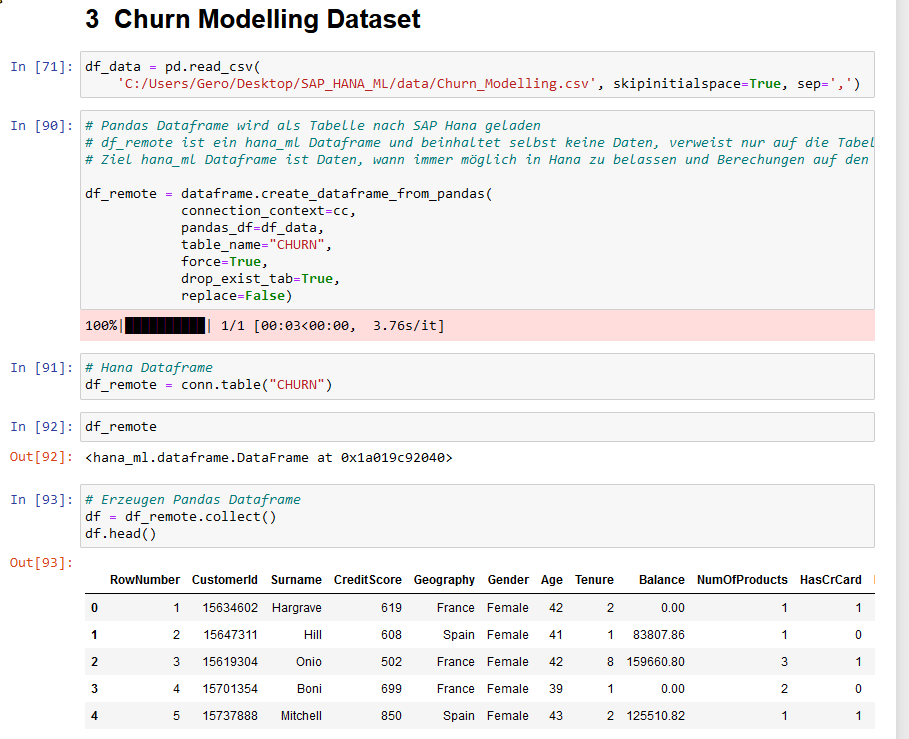 3 Churn Modelling Dataset
In [71]: df_data = pd.read_csv(
'C:/Users/Gero/Desktop/SAP_HANA_ML/data/Churn_Modelling.csv', skipinitialspace=True, sep=',')
In [90]: # Pandas Dataframe wird als Tabelle nach SAP Hana geladen
# df_remote ist ein hana_ml Dataframe und beinhaltet selbst keine Daten, verweist nur auf die Tabel
# Ziel hana_ml Dataframe ist Daten, wann immer möglich in Hana zu belassen und Berechungen auf den
df_remote = dataframe.create_dataframe_from_pandas(
connection_context=cc,
pandas_df=df_data,
table_name="CHURN",
force=True,
drop_exist_tab=True,
replace=False)
100%|██████████| 1/1 [00:03<00:00, 3.76s/it]
In [91]: # Hana Dataframe
df_remote = conn.table("CHURN")
In [92]: df_remote
Out[92]: <hana_ml.dataframe.DataFrame at 0x1a019c92040>
In [93]: # Erzeugen Pandas Dataframe
df = df_remote.collect()
df.head()
Out[93]:
RowNumber CustomerId Surname CreditScore Geography Gender Age Tenure Balance NumOfProducts HasCrCard
0 1 15634602 Hargrave 619 France Female 42 2 0.00 1 1
1 2 15647311 Hill 608 Spain Female 41 1 83807.86 1 0
2 3 15619304 Onio 502 France Female 42 8 159660.80 3 1
3 4 15701354 Boni 699 France Female 39 1 0.00 2 0
4 5 15737888 Mitchell 850 Spain Female 43 2 125510.82 1 1